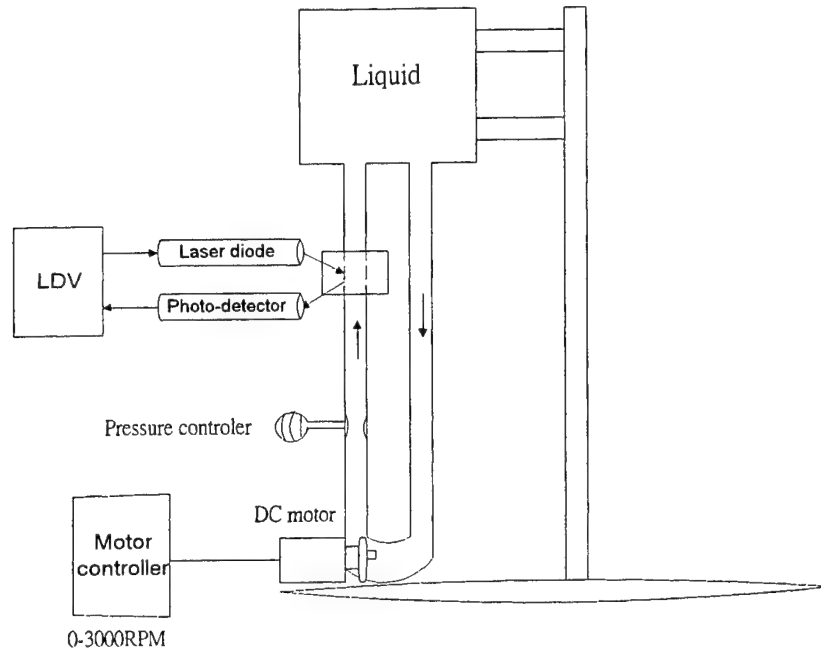 Liquid
Laser diode
LDV
Photo-detector
Pressure controler
DC motor
Motor
controller
0-3000RPM